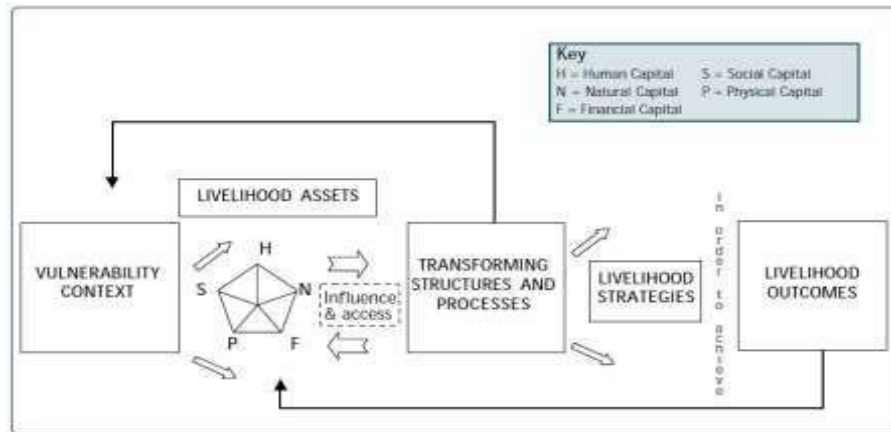 Key
H = Human Capital S = Social Capital
N = Natural Capital P = Physical Capital
F = Financial Capital
LIVELIHOOD ASSETS
VULNERABILITY
CONTEXT
H
S
N
P
F
Influence
& access
TRANSFORMING
STRUCTURES AND
PROCESSES
LIVELIHOOD
STRATEGIES
in order to achieve
LIVELIHOOD
OUTCOMES